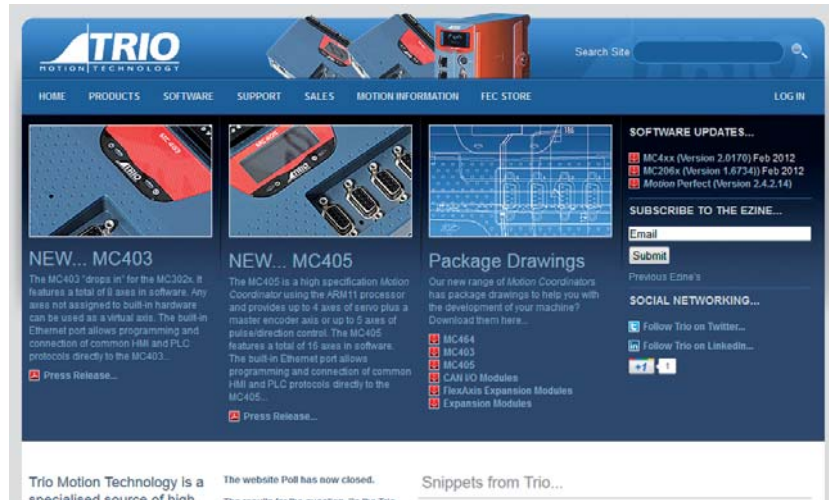 TRIO
MOTION TECHNOLOGY
Search Site
HOME PRODUCTS SOFTWARE SUPPORT SALES MOTION INFORMATION FEC STORE LOG IN
MC403
TRIO
NEW... MC403
The MC403 "drops in" for the MC302x. It
features a total of 8 axes in software. Any
axes not assigned to built-in hardware
can be used as a virtual axis. The built-in
Ethernet port allows programming and
connection of common HMI and PLC
protocols directly to the MC403...
Press Release...
MC405
TRIO
NEW... MC405
The MC405 is a high specification Motion
Coordinator using the ARM11 processor
and provides up to 4 axes of servo plus a
master encoder axis or up to 5 axes of
pulse/direction control. The MC405
features a total of 16 axes in software.
The built-in Ethernet port allows
programming and connection of common
HMI and PLC protocols directly to the
MC405...
Press Release...
186
Package Drawings
Our new range of Motion Coordinators
has package drawings to help you with
the development of your machine?
Download them here...
MC464
MC403
MC405
CAN I/O Modules
FlexAxis Expansion Modules
Expansion Modules
SOFTWARE UPDATES...
MC4xx (Version 2.0170) Feb 2012
MC206x (Version 1.6734)) Feb 2012
Motion Perfect (Version 2.4.2.14)
SUBSCRIBE TO THE EZINE...
Email
Submit
Previous Ezine's
SOCIAL NETWORKING...
Follow Trio on Twitter...
Follow Trio on LinkedIn...
+1
Trio Motion Technology is a
specialised source of high
The website Poll has now closed.
Snippets from Trio...